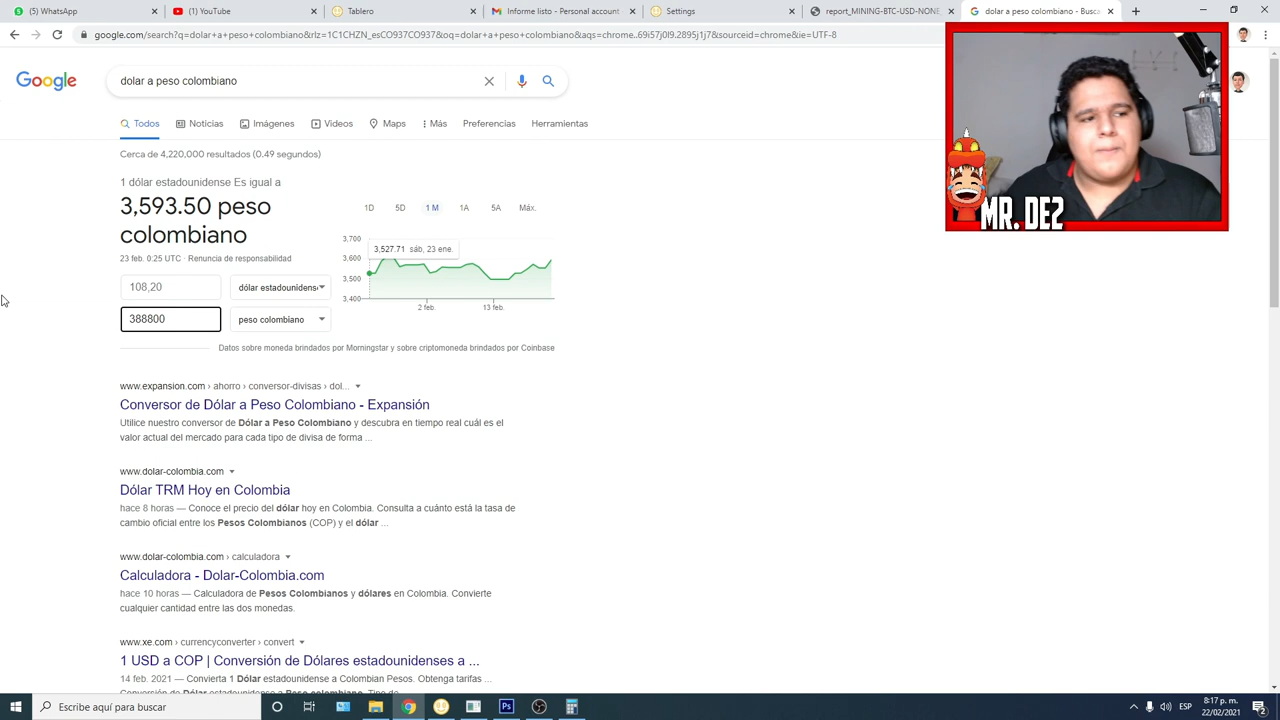 (5) WhatsApp
YouTube
Tablero
Informe listo - Personal account
Settings
report_MINING-BTC-USD-NONE
dolar a peso colombiano - Busc
google.com/search?q=dolar+a+peso+colombiano&rlz=1C1CHZN_esCO937CO937&oq=dolar+a+peso+colombiano&aqs=chrome..69i57j0l9.2895j1j7&sourceid=chrome&ie=UTF-8
Google
dolar a peso colombiano
Todos
Noticias
Imágenes
Videos
Maps
Más
Preferencias
Herramientas
Cerca de 4,220,000 resultados (0.49 segundos)
1 dólar estadounidense Es igual a
3,593.50 peso
colombiano
23 feb. 0:25 UTC · Renuncia de responsabilidad
108,20
dólar estadouniden
388800
peso colombiano
1D 5D 1 M 1A 5A Máx
3,700
3,600
3,500
3,400
3,527.71 sáb, 23 ene.
2 feb.
13 feb.
Datos sobre moneda brindados por Morningstar y sobre criptomoneda brindados por Coinbase
www.expansion.com › ahorro › conversor-divisas › dol...
Conversor de Dólar a Peso Colombiano - Expansión
Utilice nuestro conversor de Dólar a Peso Colombiano y descubra en tiempo real cuál es el
valor actual del mercado para cada tipo de divisa de forma ...
www.dolar-colombia.com
Dólar TRM Hoy en Colombia
hace 8 horas — Conoce el precio del dólar hoy en Colombia. Consulta a cuánto está la tasa de
cambio oficial entre los Pesos Colombianos (COP) y el dólar ...
www.dolar-colombia.com › calculadora
Calculadora - Dolar-Colombia.com
hace 10 horas — Calculadora de Pesos Colombianos y dólares en Colombia. Convierte
cualquier cantidad entre las dos monedas.
www.xe.com › currencyconverter › convert
1 USD a COP | Conversión de Dólares estadounidenses a ...
14 feb. 2021 — Convierta 1 Dólar estadounidense a Colombian Pesos. Obtenga tarifas ...
Conversión de Dólar estadounidense a Peso colombiano. Tipo de
MR. DE2
Escribe aquí para buscar
Ps
ESP
8:17 p. m.
22/02/2021
2